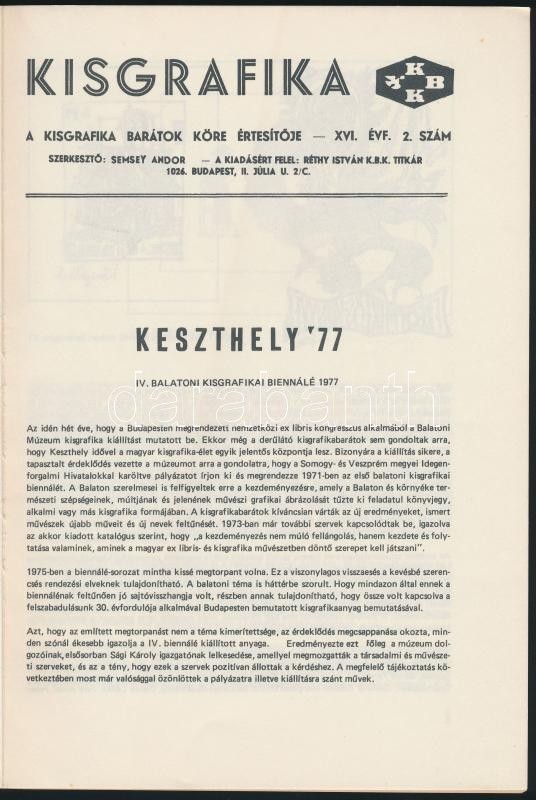 KISGRAFIKA
K
K B
K
A KISGRAFIKA BARÁTOK KÖRE ÉRTESÍTŐJE — XVI. ÉVF. 2. SZÁM
SZERKESZTŐ: SEMSEY ANDOR — A KIADÁSÉRT FELEL: RÉTHY ISTVÁN K.B.K. TITKÁR
1026. BUDAPEST, II. JÚLIA U. 2/C.
KESZTHELY '77
IV. BALATONI KISGRAFIKAI BIENNÁLÉ 1977
darabanth
Az idén hét éve, hogy a Budapesten megrendezett nemzetközi ex libris kongresszus alkalmából a Balatoni
Múzeum kisgrafika kiállítást mutatott be. Ekkor még a derűlátó kisgrafikabarátok sem gondoltak arra,
hogy Keszthely idővel a magyar kisgrafika-élet egyik jelentős központja lesz. Bizonyára a kiállítás sikere, a
tapasztalt érdeklődés vezette a múzeumot arra a gondolatra, hogy a Somogy- és Veszprém megyei Idegen-
forgalmi Hivatalokkal karöltve pályázatot írjon ki és megrendezze 1971-ben az első balatoni kisgrafikai
biennálét. A Balaton szerelmesei is felfigyeltek erre a kezdeményezésre, amely a Balaton és környéke ter-
mészeti szépségeinek, múltjának és jelenének művészi grafikai ábrázolását tűzte ki feladatul könyvjegy,
alkalmi vagy más kisgrafika formájában. A kisgrafikabarátok kíváncsian várták az új eredményeket, ismert
művészek újabb műveit és új nevek feltűnését. 1973-ban már további szervek kapcsolódtak be, igazolva
az akkor kiadott katalógus szerint, hogy „a kezdeményezés nem múló fellángolás, hanem kezdete és foly-
tatása valaminek, aminek a magyar ex libris- és kisgrafika művészetben döntő szerepet kell játszani".
1975-ben a biennálé-sorozat mintha kissé megtorpant volna. Ez a viszonylagos visszaesés a kevésbé szeren-
csés rendezési elveknek tulajdonítható. A balatoni téma is háttérbe szorult. Hogy mindazon által ennek a
biennálénak feltűnően jó sajtóvisszhangja volt, részben annak tulajdonítható, hogy össze volt kapcsolva a
felszabadulásunk 30. évfordulója alkalmával Budapesten bemutatott kisgrafikaanyag bemutatásával.
Azt, hogy az említett megtorpanást nem a téma kimerítettsége, az érdeklődés megcsappanása okozta, min-
den szónál ékesebb igazolja a IV. biennálé kiállított anyaga. Eredményezte ezt főleg a múzeum dol-
gozóinak, elsősorban Sági Károly igazgatónak lelkesedése, amellyel megmozgatták a társadalmi és művésze-
ti szerveket, és az a tény, hogy ezek a szervek pozitívan állottak a kérdéshez. A megfelelő tájékoztatás kö-
vetkeztében most már valósággal özönlöttek a pályázatra illetve kiállításra szánt művek.